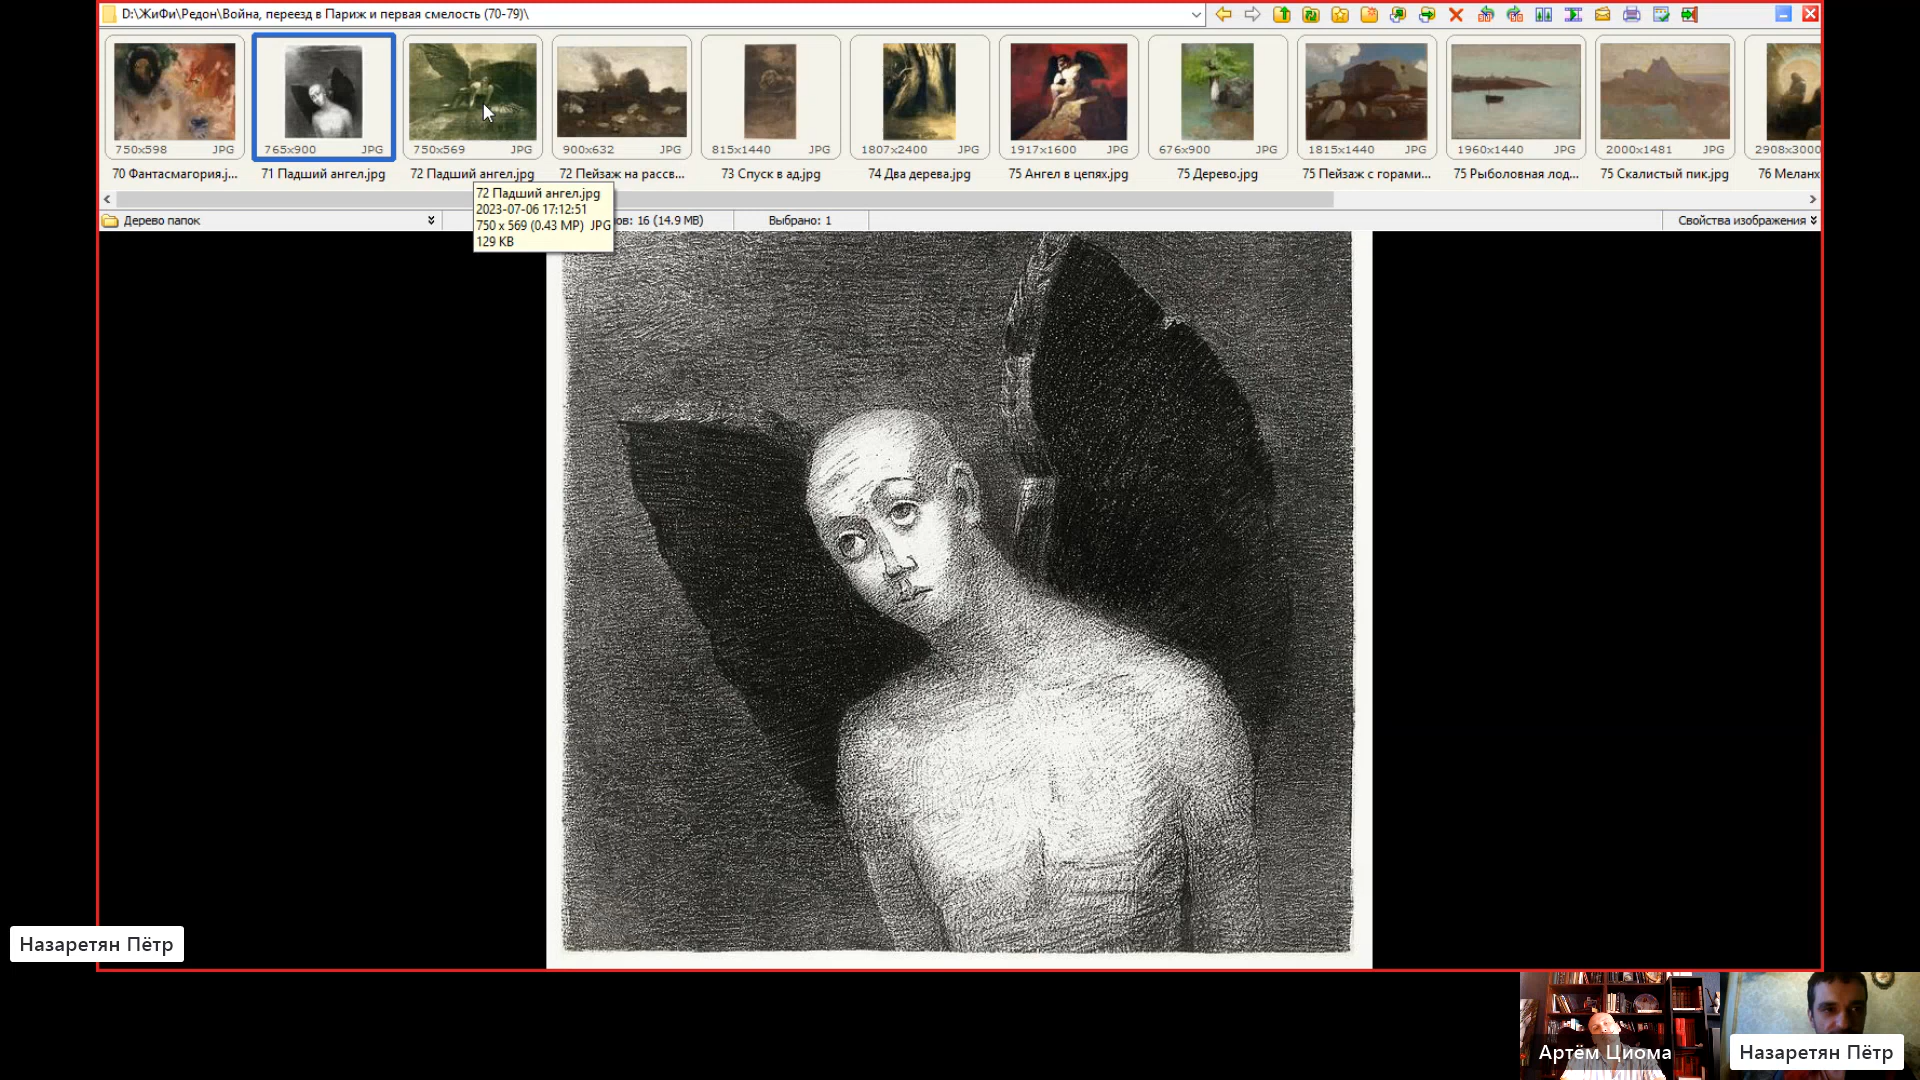 D:\ЖиФи\Редон\Война, переезд в Париж и первая смелость (70-79)\
750x598 JPG
765x900 JPG
750x569 JPG
900x632 JPG
815x1440 JPG
1807x2400 JPG
1917x1600 JPG
676x900 JPG
1815x1440 JPG
1960x1440 JPG
2000x1481 JPG
2908x3000
70 Фантасмагория.j...
71 Падший ангел.jpg
72 Падший ангел.jpg
72 Пейзаж на рассв...
73 Спуск в ад.jpg
74 Два дерева.jpg
75 Ангел в цепях.jpg
75 Дерево.jpg
75 Пейзаж с горами...
75 Рыболовная лод...
75 Скалистый пик.jpg
76 Меланх
72 Падший ангел.jpg
2023-07-06 17:12:51
750 x 569 (0.43 MP) JPG
129 KB
Дерево папок
ов: 16 (14.9 MB)
Выбрано: 1
Свойства изображения
Назаретян Пётр
Артём Циома
Назаретян Пётр